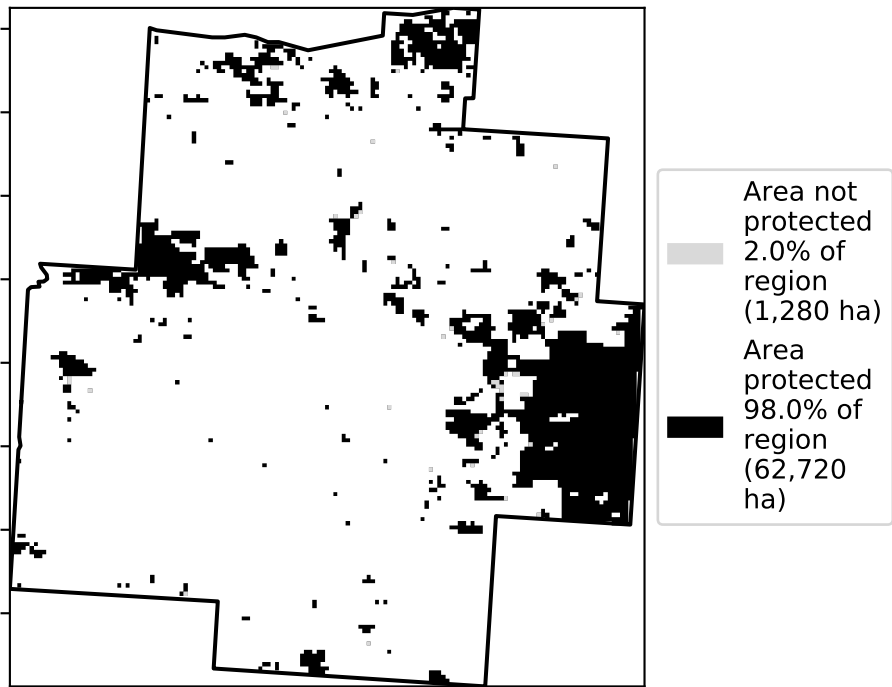 Area not
protected
2.0% of
region
(1,280 ha)
Area
protected
98.0% of
region
(62,720
ha)